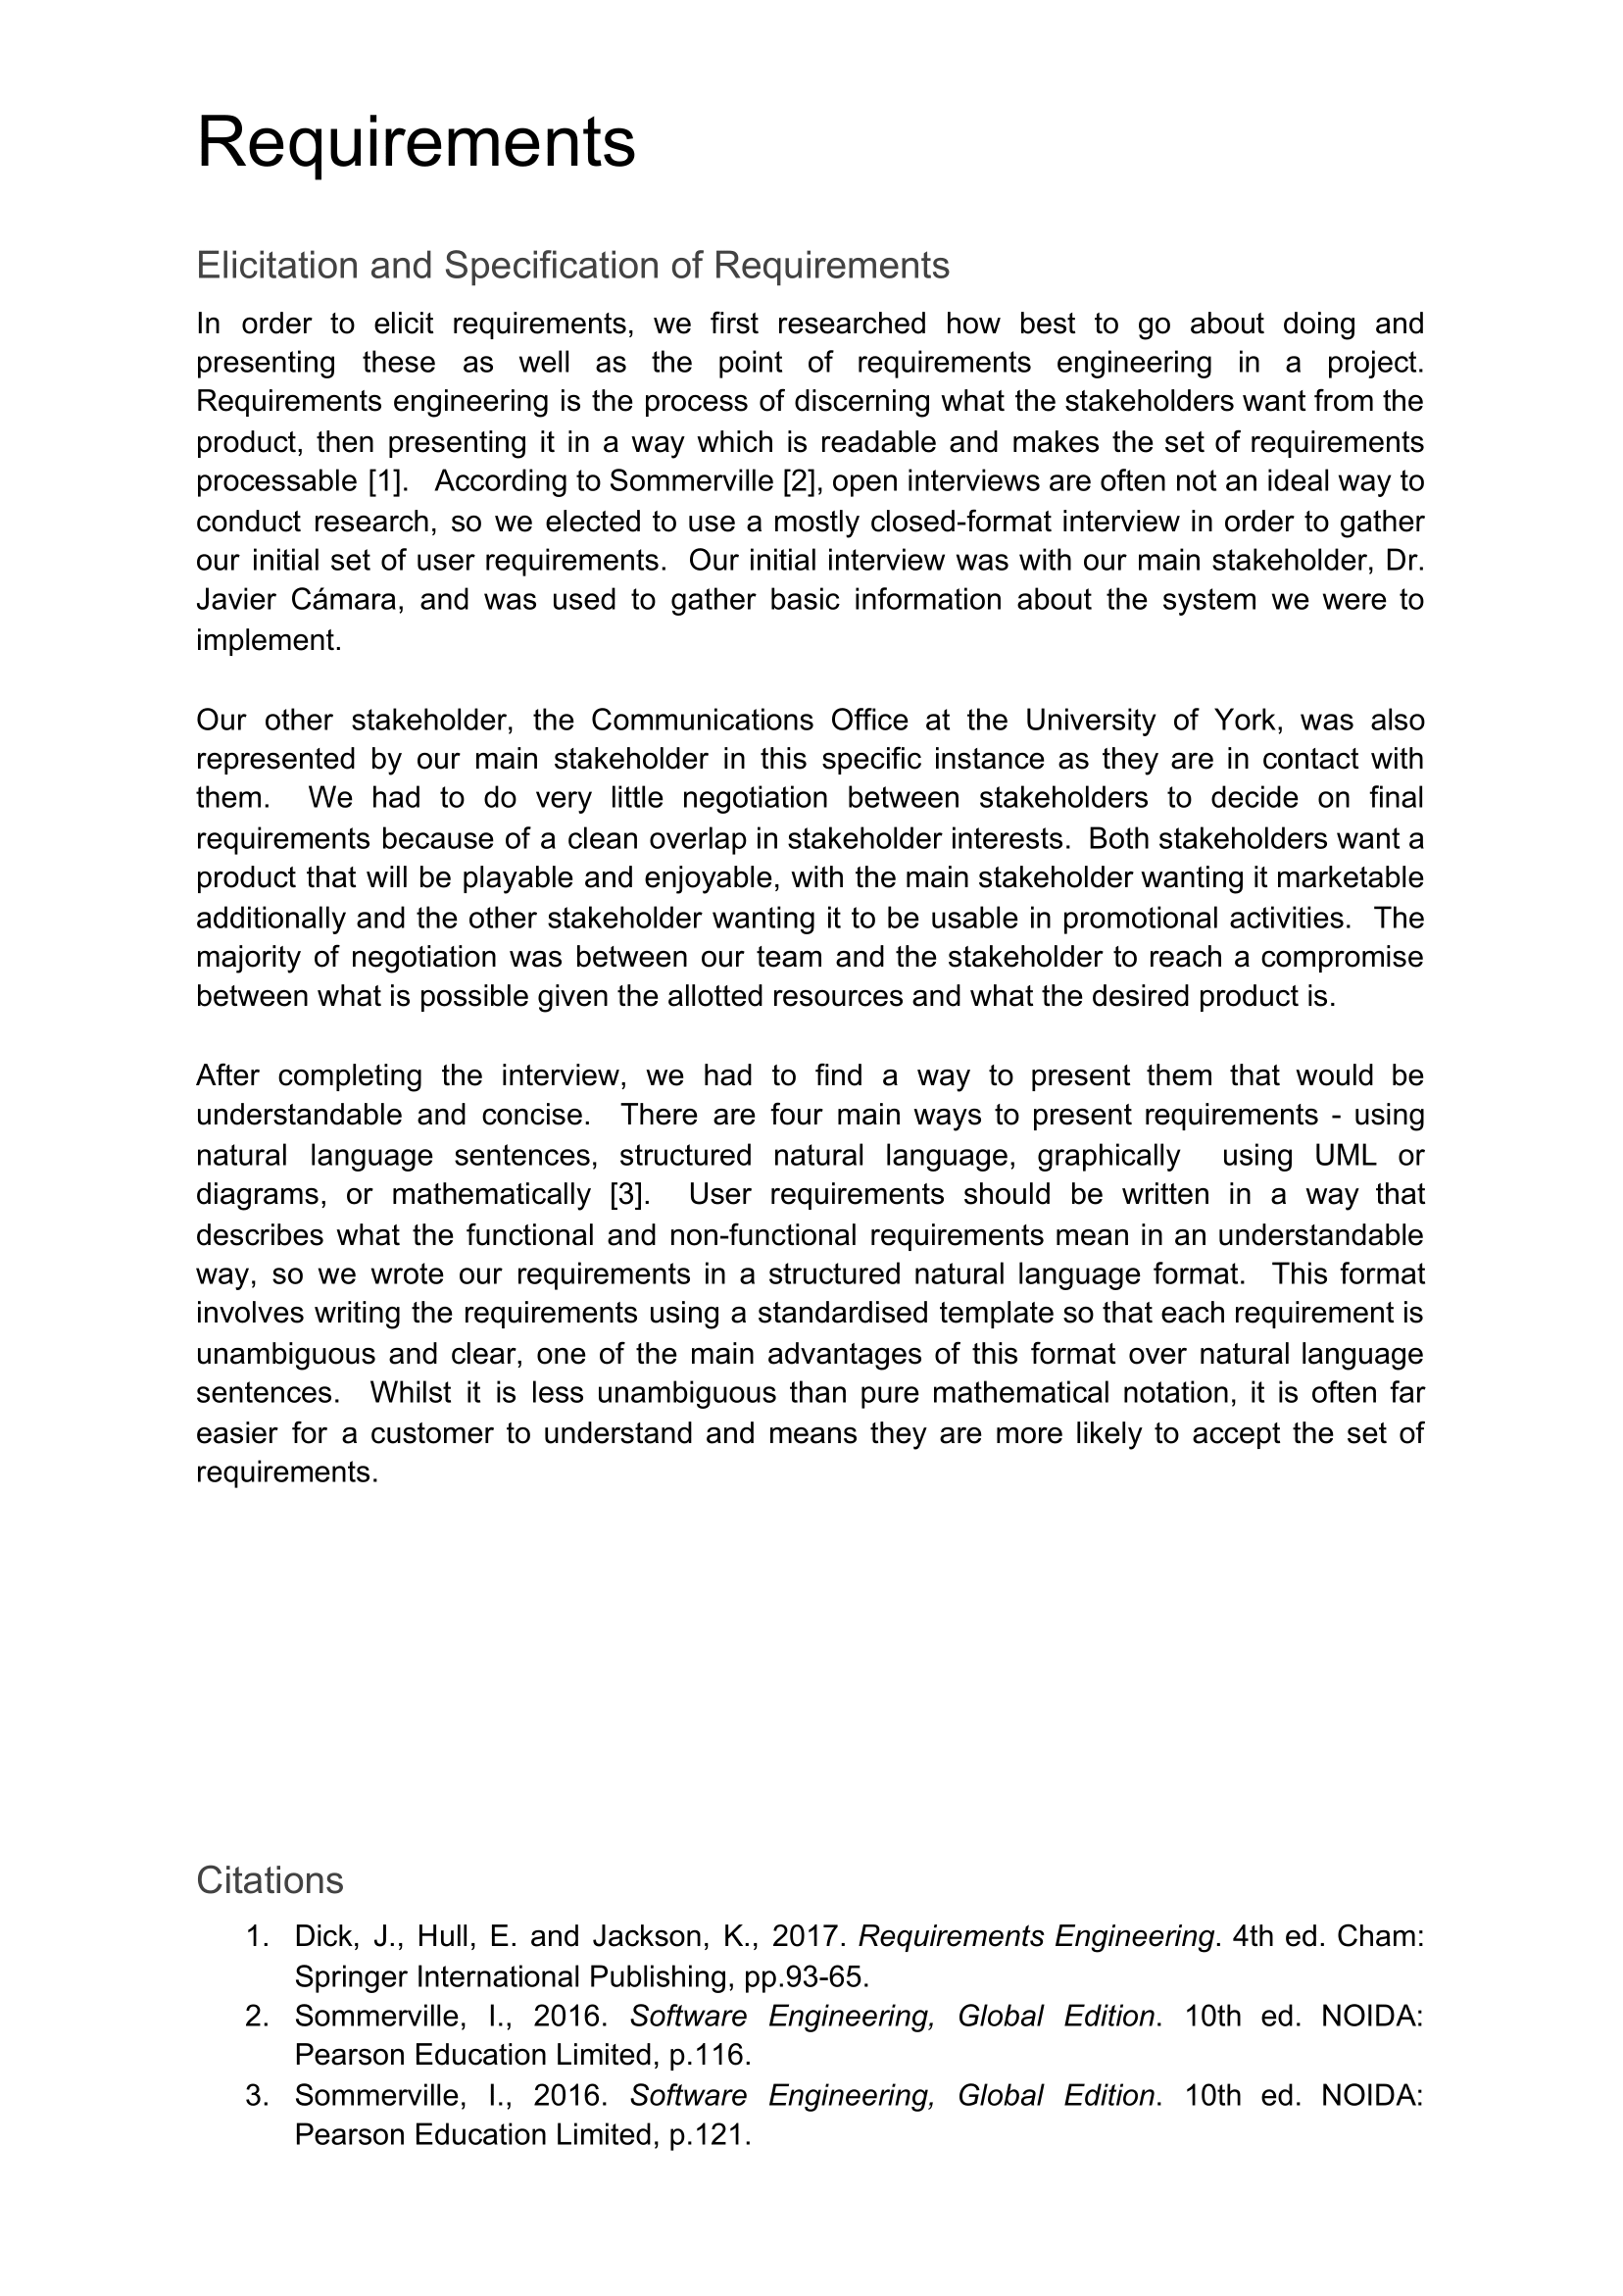 Requirements
Elicitation and Specification of Requirements
In order to elicit requirements, we first researched how best to go about doing and
presenting these as well as the point of requirements engineering in a project.
Requirements engineering is the process of discerning what the stakeholders want from the
product, then presenting it in a way which is readable and makes the set of requirements
processable [1].   According to Sommerville [2], open interviews are often not an ideal way to
conduct research, so we elected to use a mostly closed-format interview in order to gather
our initial set of user requirements.  Our initial interview was with our main stakeholder, Dr.
Javier Cámara, and was used to gather basic information about the system we were to
implement.
Our other stakeholder, the Communications Office at the University of York, was also
represented by our main stakeholder in this specific instance as they are in contact with
them.  We had to do very little negotiation between stakeholders to decide on final
requirements because of a clean overlap in stakeholder interests.  Both stakeholders want a
product that will be playable and enjoyable, with the main stakeholder wanting it marketable
additionally and the other stakeholder wanting it to be usable in promotional activities.  The
majority of negotiation was between our team and the stakeholder to reach a compromise
between what is possible given the allotted resources and what the desired product is.
After completing the interview, we had to find a way to present them that would be
understandable and concise.  There are four main ways to present requirements - using
natural language sentences, structured natural language, graphically  using UML or
diagrams, or mathematically [3].  User requirements should be written in a way that
describes what the functional and non-functional requirements mean in an understandable
way, so we wrote our requirements in a structured natural language format.  This format
involves writing the requirements using a standardised template so that each requirement is
unambiguous and clear, one of the main advantages of this format over natural language
sentences.  Whilst it is less unambiguous than pure mathematical notation, it is often far
easier for a customer to understand and means they are more likely to accept the set of
requirements.
Citations
1. Dick, J., Hull, E. and Jackson, K., 2017. Requirements Engineering. 4th ed. Cham:
Springer International Publishing, pp.93-65.
2. Sommerville, I., 2016. Software Engineering, Global Edition. 10th ed. NOIDA:
Pearson Education Limited, p.116.
3. Sommerville, I., 2016. Software Engineering, Global Edition. 10th ed. NOIDA:
Pearson Education Limited, p.121.